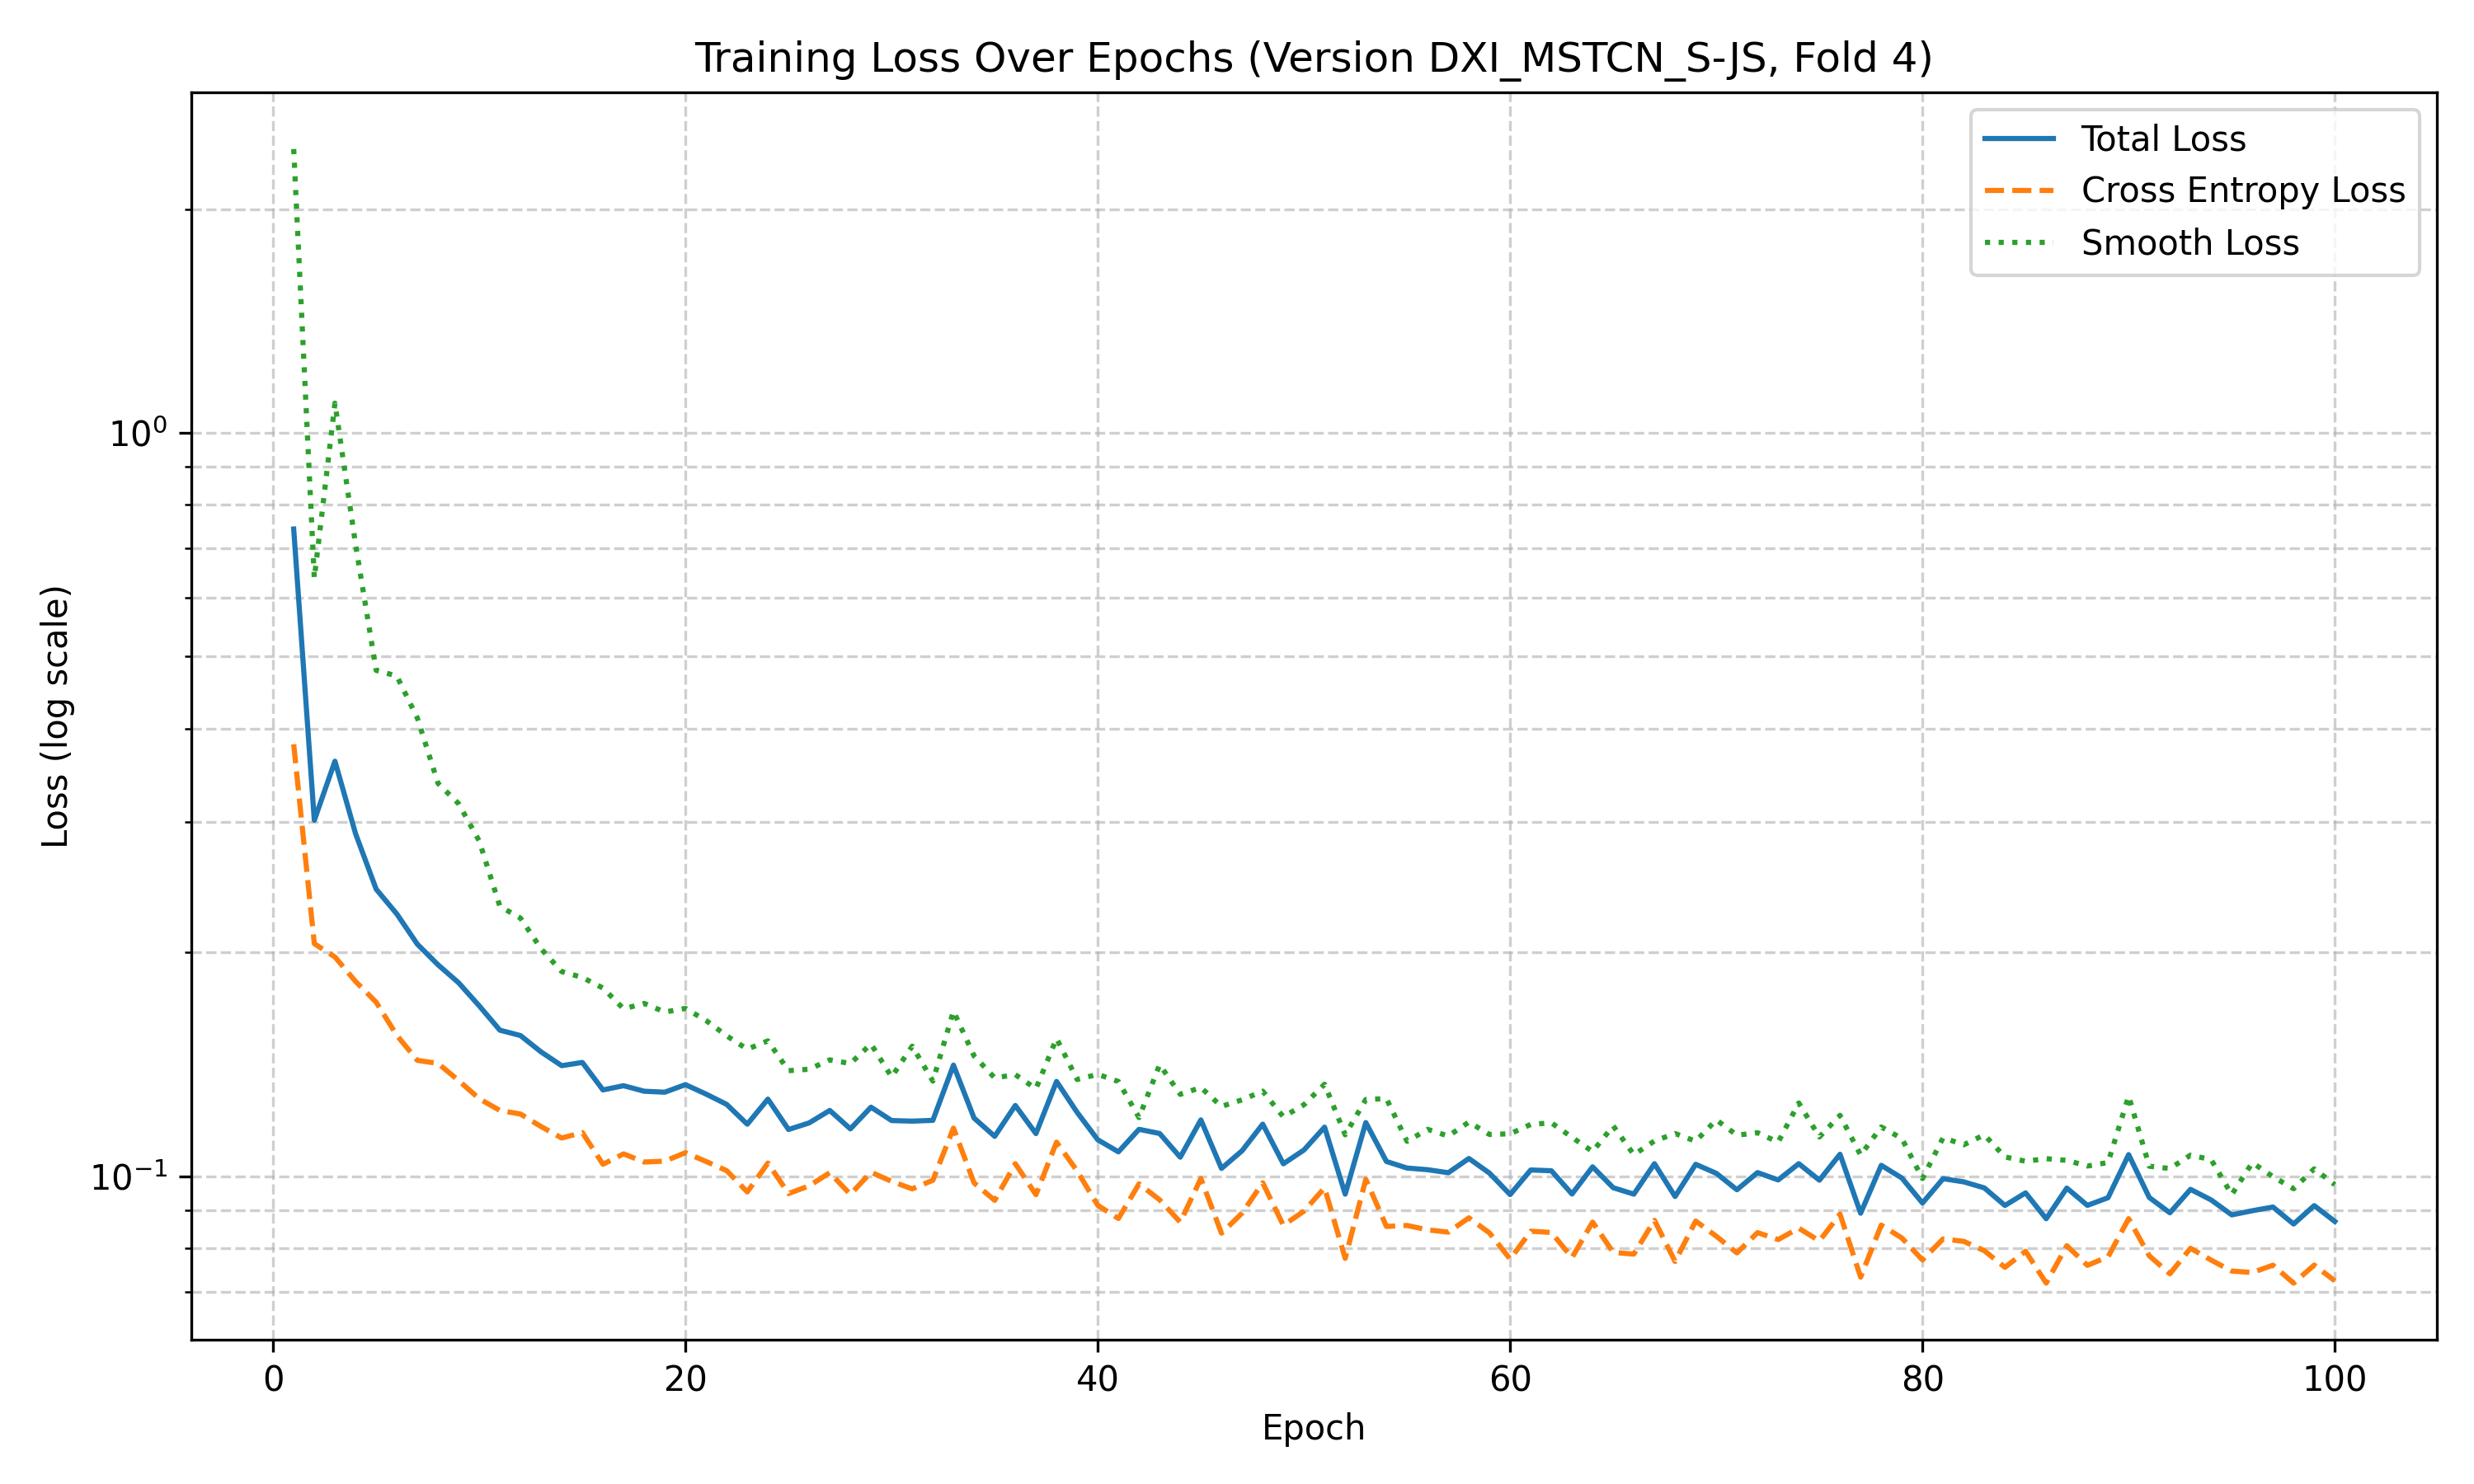 Training Loss Over Epochs (Version DXI_MSTCN_S-JS, Fold 4)
Total Loss
Cross Entropy Loss
Smooth Loss
Loss (log scale)
10⁰
10⁻¹
0 20 40 60 80 100
Epoch